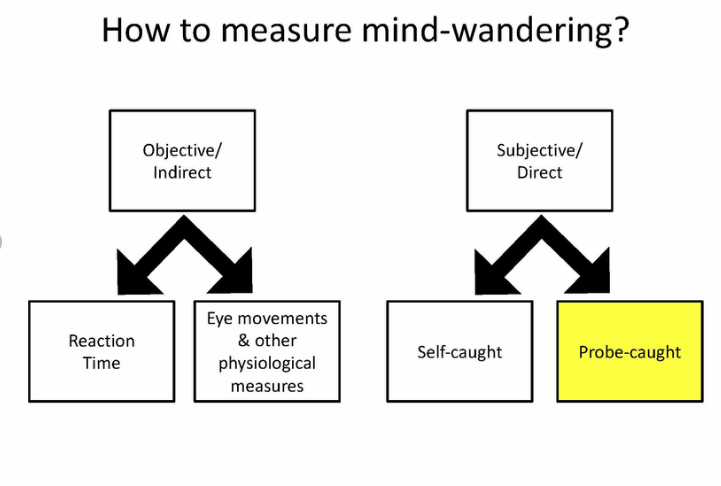 How to measure mind-wandering?
Objective/
Indirect
Subjective/
Direct
Reaction
Time
Eye movements
& other
physiological
measures
Self-caught
Probe-caught